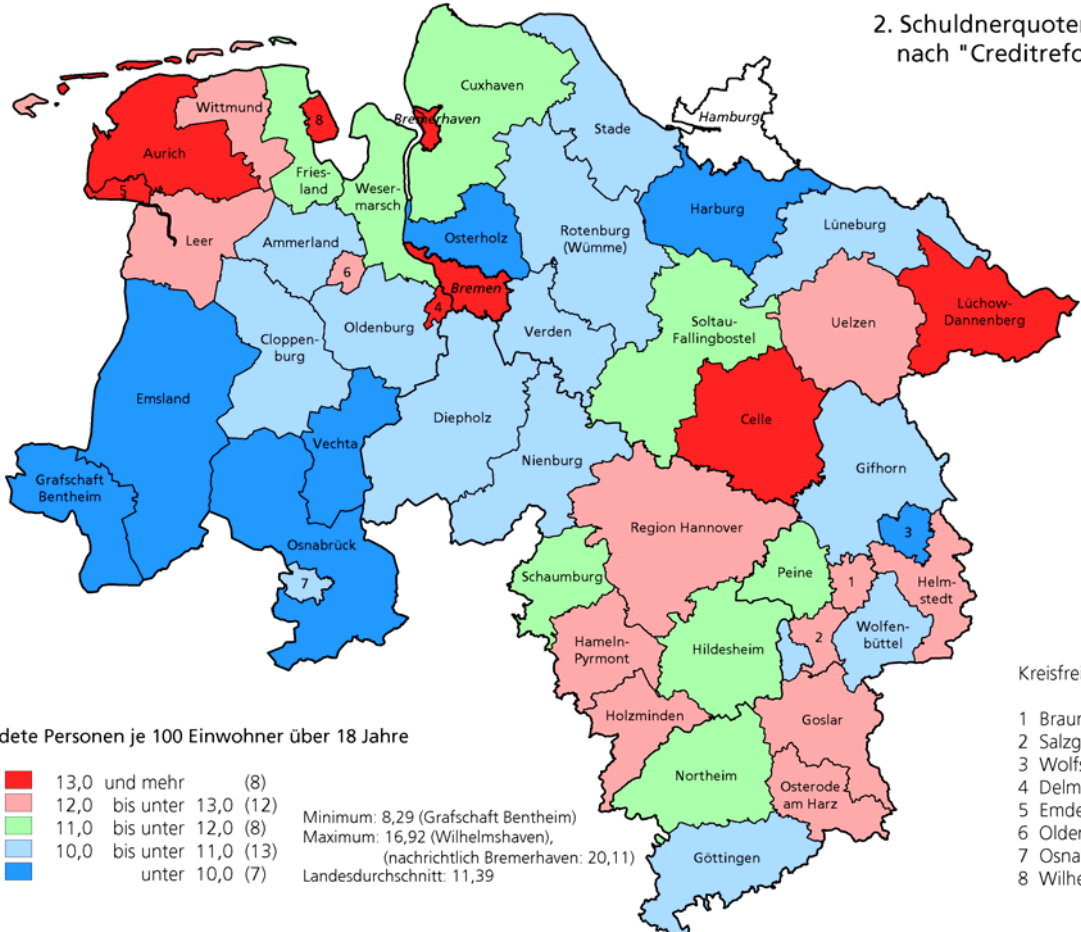 2. Schuldnerquoten
nach "Creditrefo
Cuxhaven
Wittmund
8
Bremerhaven
Stade
Hamburg
Aurich
Fries-
land
Weser-
marsch
5
Harburg
Leer
Ammerland
Osterholz
Rotenburg
(Wümme)
Lüneburg
6
Bremen
4
Oldenburg
Verden
Soltau-
Fallingbostel
Uelzen
Lüchow-
Dannenberg
Cloppen-
burg
Emsland
Diepholz
Celle
Vechta
Nienburg
Gifhorn
Grafschaft
Bentheim
Region Hannover
3
Osnabrück
7
Schaumburg
Peine
1
Helm-
stedt
Hameln-
Pyrmont
Hildesheim
2
Wolfen-
büttel
Holzminden
Goslar
Northeim
Osterode
am Harz
Göttingen
dete Personen je 100 Einwohner über 18 Jahre
13,0 und mehr (8)
12,0 bis unter 13,0 (12)
11,0 bis unter 12,0 (8)
10,0 bis unter 11,0 (13)
unter 10,0 (7)
Minimum: 8,29 (Grafschaft Bentheim)
Maximum: 16,92 (Wilhelmshaven),
(nachrichtlich Bremerhaven: 20,11)
Landesdurchschnitt: 11,39
Kreisfrei
1 Braun
2 Salzg
3 Wolfs
4 Delm
5 Emde
6 Olden
7 Osna
8 Wilhe